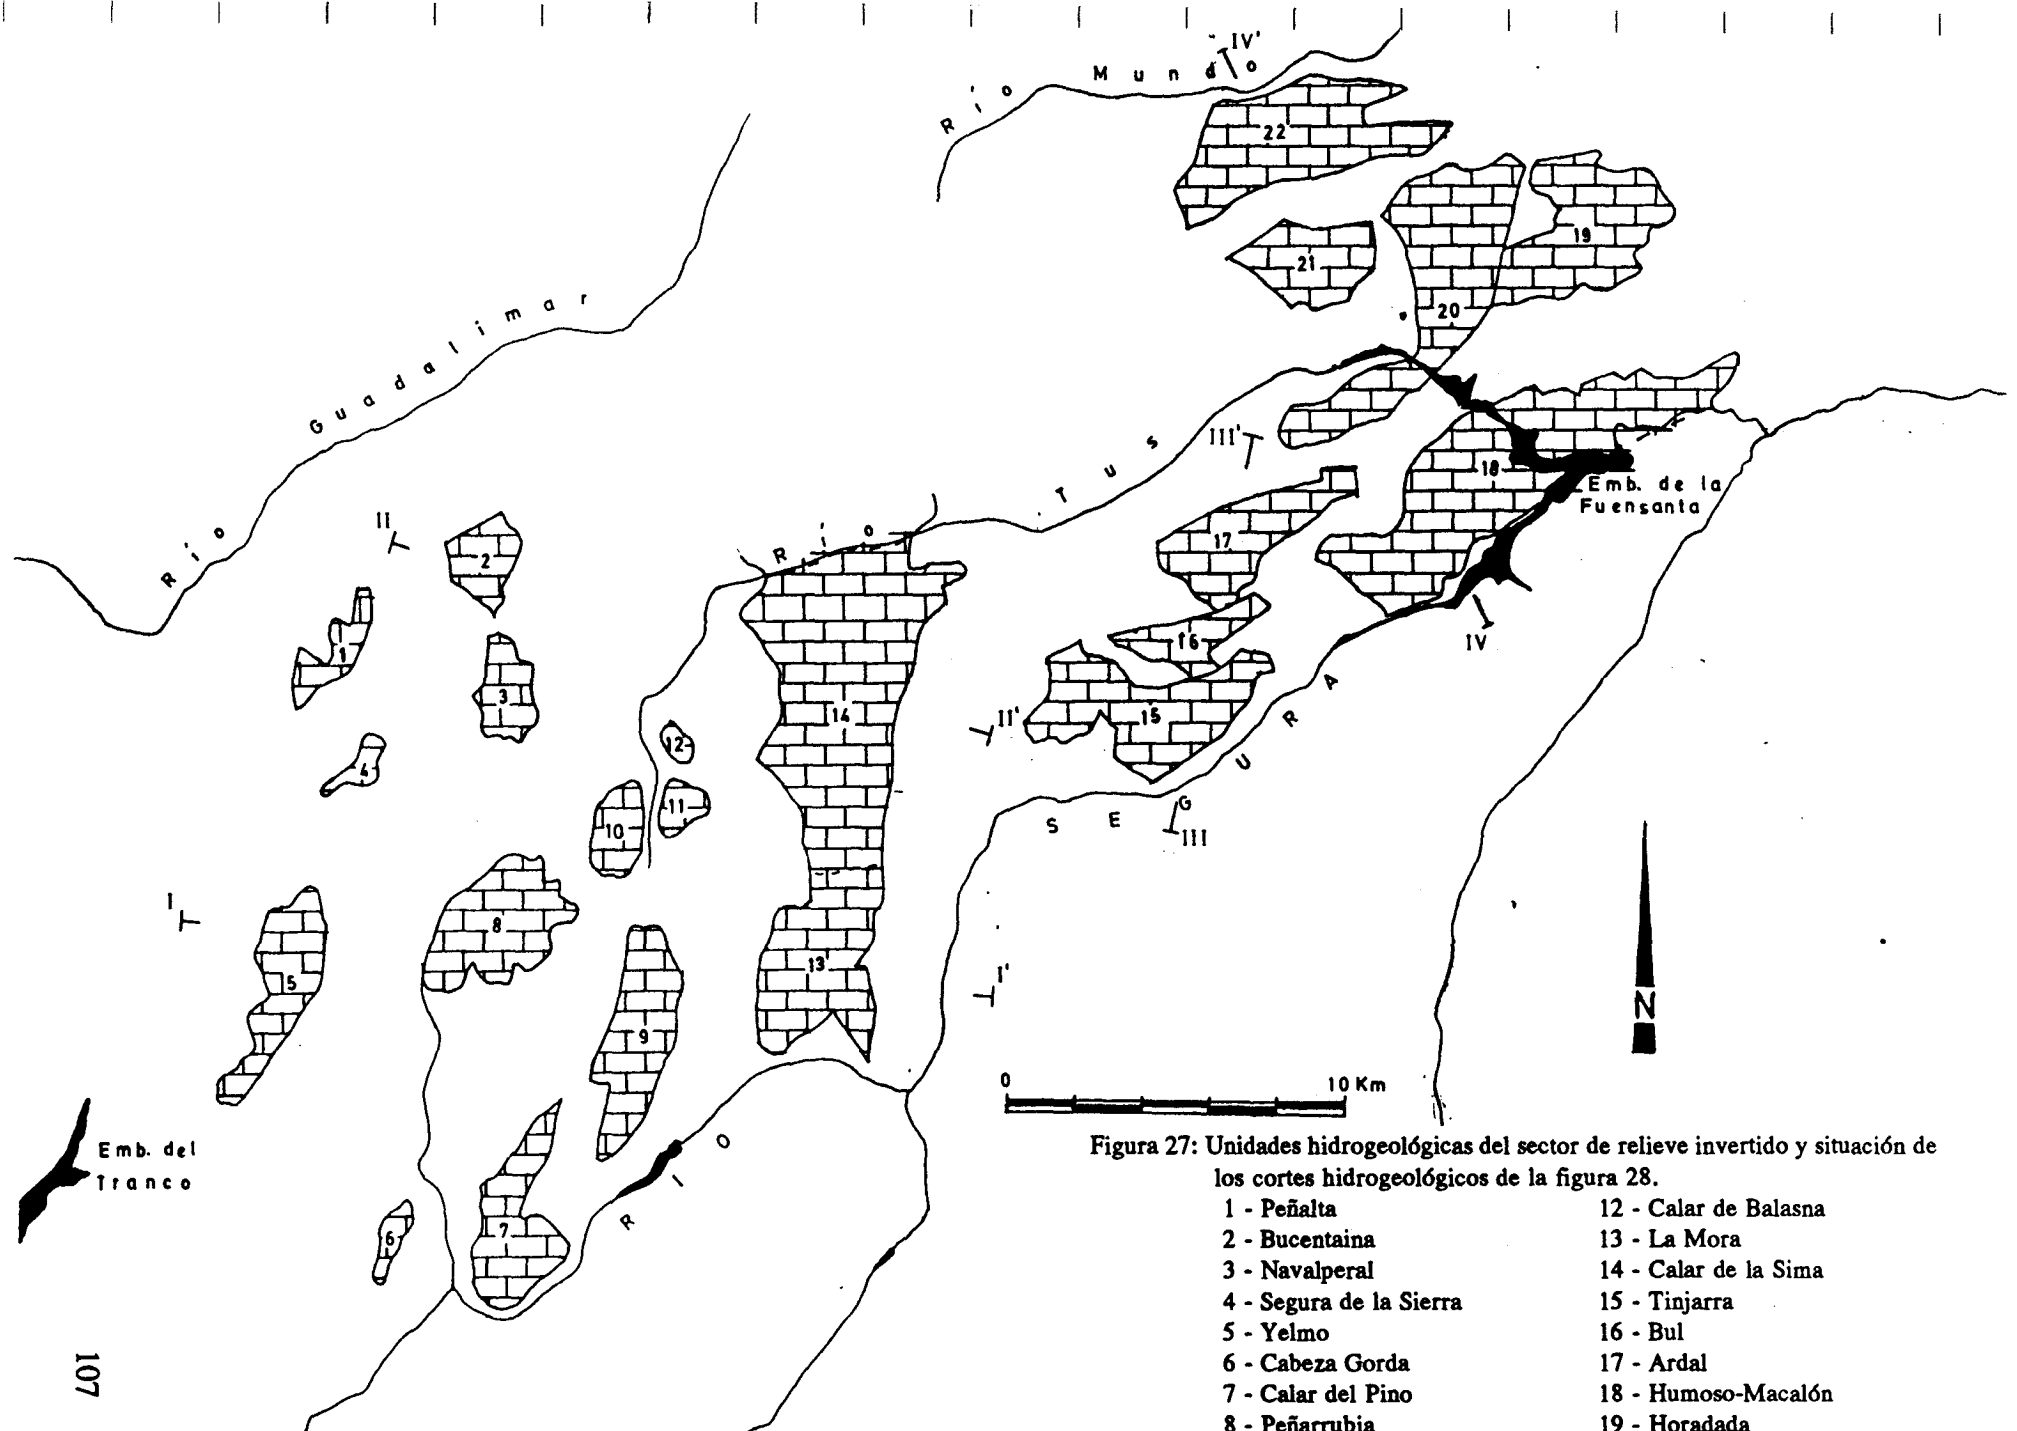 IV'
Río Mundo
22
19
21
20
Río Guadalimar
III'
18
Emb. de la
Fuensanta
Río Tus
II
2
17
1
16
IV
3
14
15
II'
12
4
11
10
RIO SEGURA
III
I
8
13
I'
5
9
N
0 10 Km
Emb. del
Tranco
7
6
107
Figura 27: Unidades hidrogeológicas del sector de relieve invertido y situación de
los cortes hidrogeológicos de la figura 28.
1 - Peñalta
2 - Bucentaina
3 - Navalperal
4 - Segura de la Sierra
5 - Yelmo
6 - Cabeza Gorda
7 - Calar del Pino
8 - Peñarrubia
12 - Calar de Balasna
13 - La Mora
14 - Calar de la Sima
15 - Tinjarra
16 - Bul
17 - Ardal
18 - Humoso-Macalón
19 - Horadada